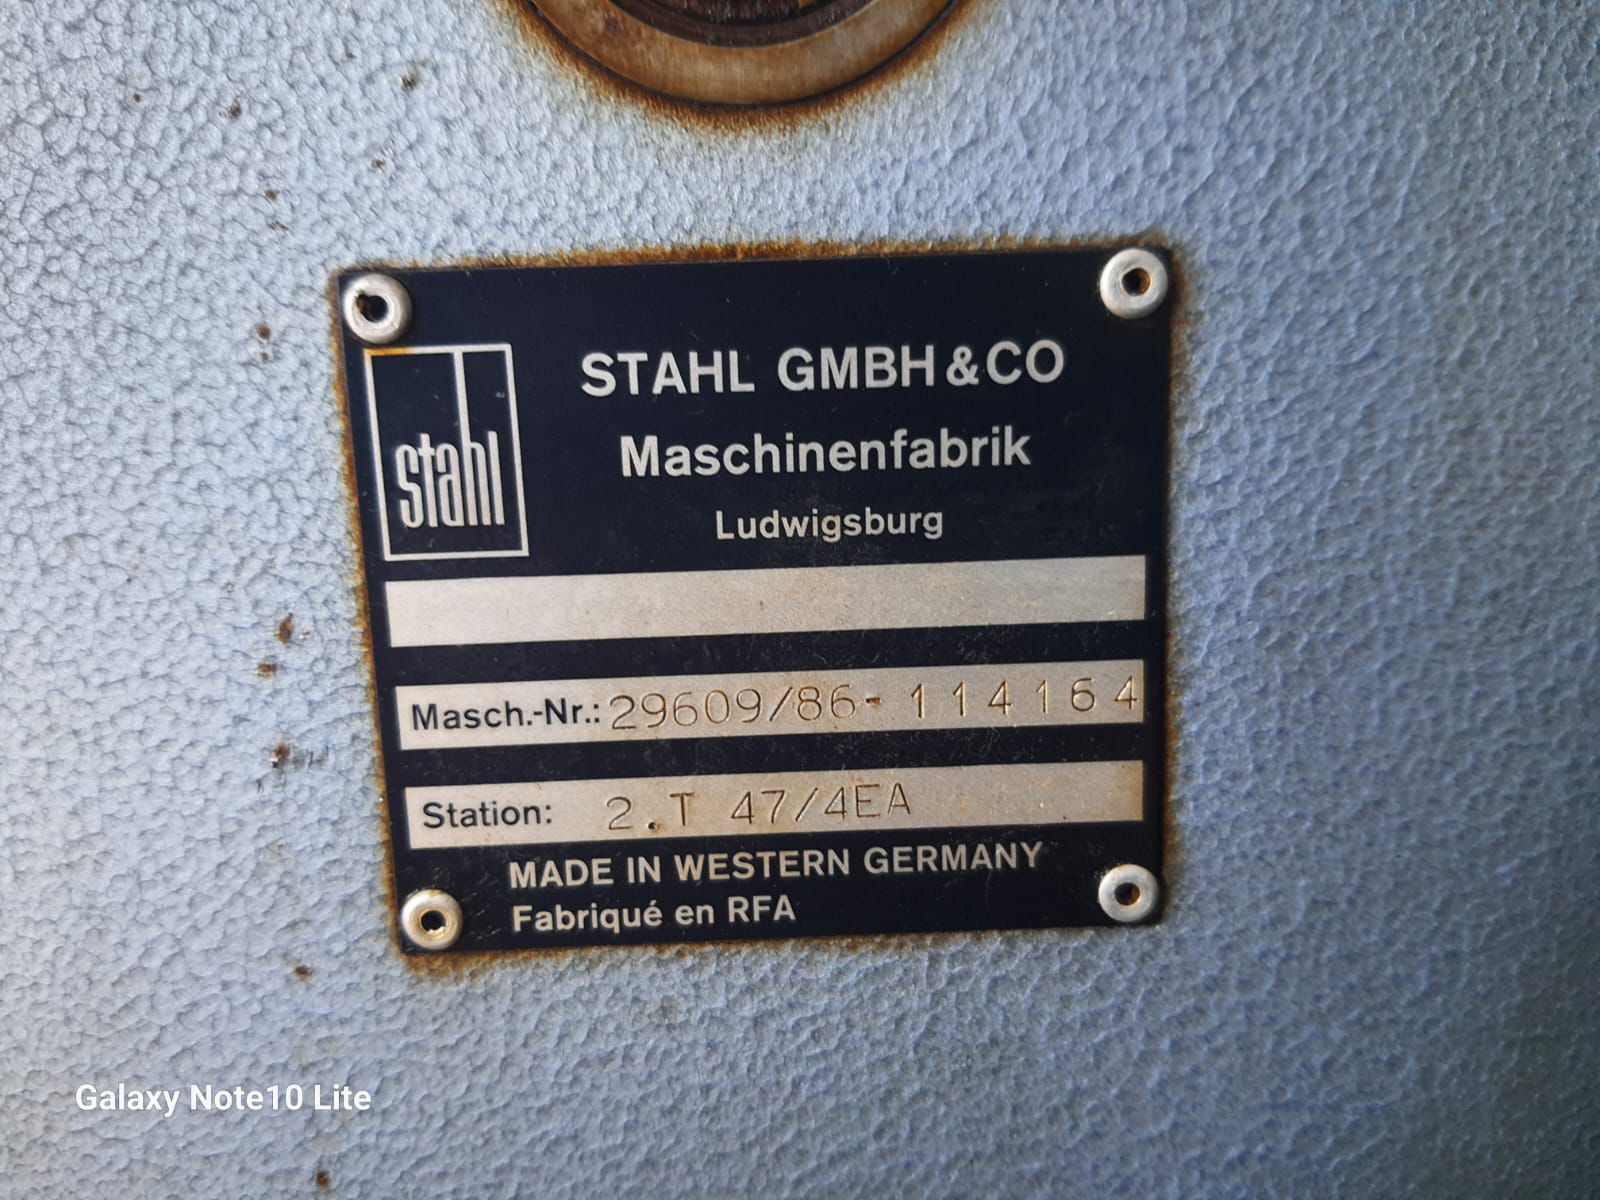 stahl
STAHL GMBH & CO
Maschinenfabrik
Ludwigsburg
Masch.-Nr.: 29609/86-114164
Station: 2.T 47/4EA
MADE IN WESTERN GERMANY
Fabriqué en RFA
Galaxy Note10 Lite